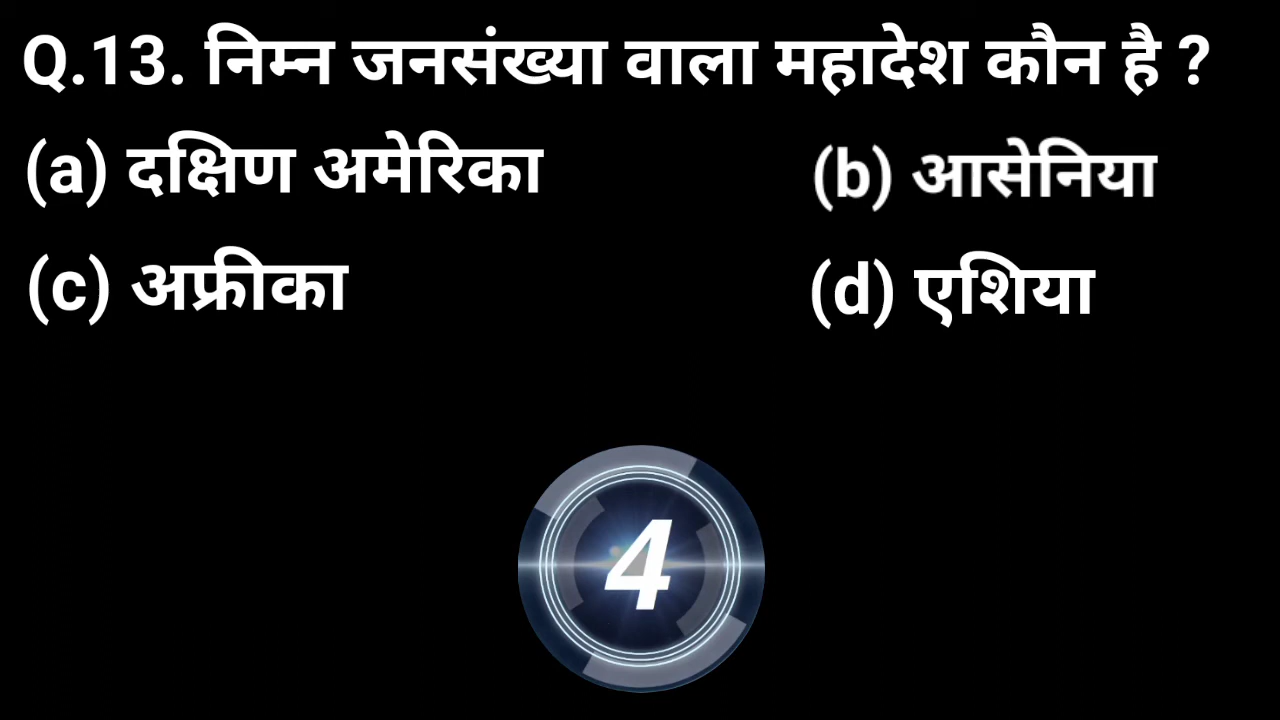 Q.13. निम्न जनसंख्या वाला महादेश कौन है ?
(a) दक्षिण अमेरिका (b) आसेनिया
(c) अफ्रीका (d) एशिया
4